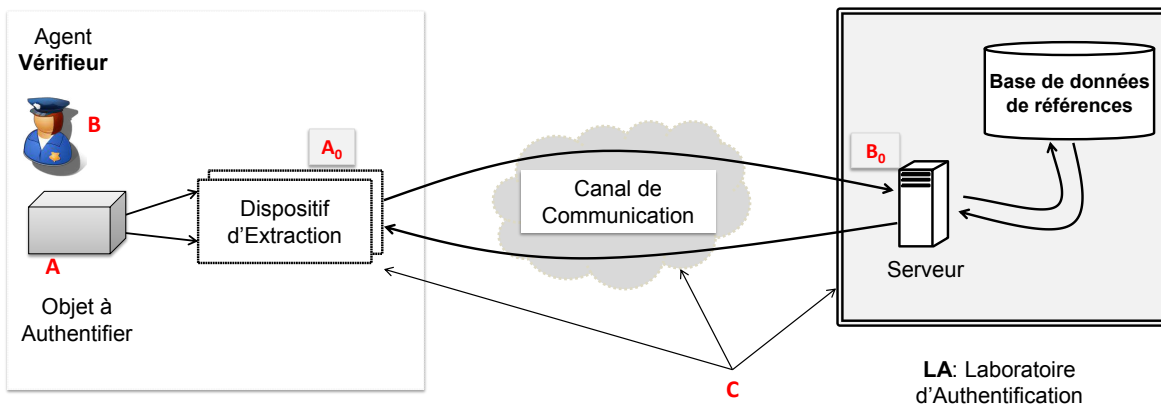 Agent
Vérifieur
B
A
Objet à
Authentifier
A0
Dispositif
d'Extraction
Canal de
Communication
C
B0
Serveur
Base de données
de références
LA: Laboratoire
d'Authentification